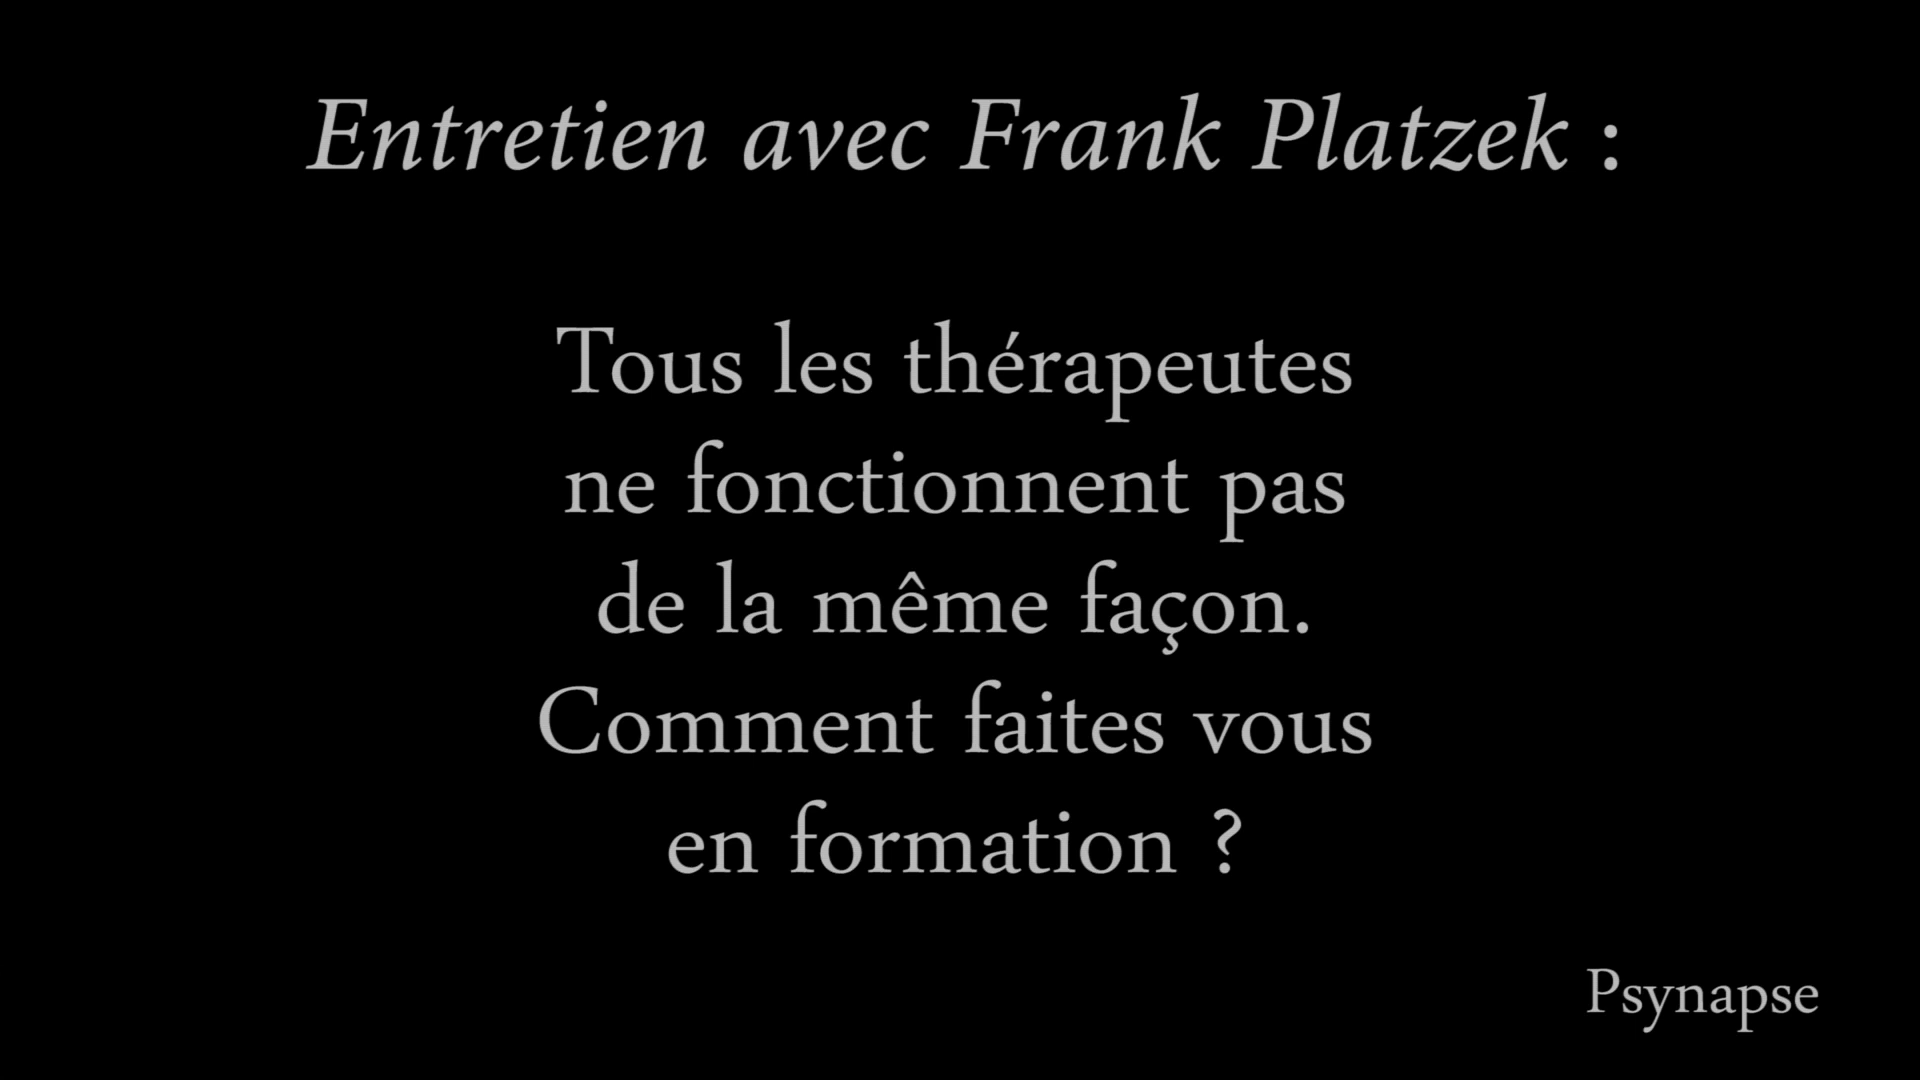 Entretien avec Frank Platzek :
Tous les thérapeutes
ne fonctionnent pas
de la même façon.
Comment faites vous
en formation ?
Psynapse